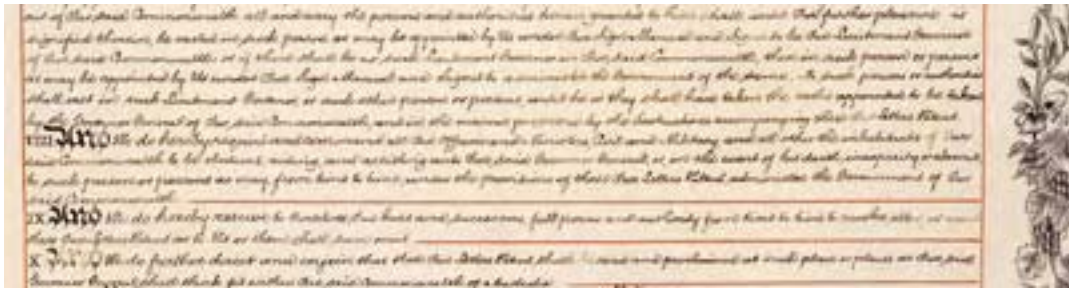 out of Our said Commonwealth all and every the powers and authorities herein granted to him shall until Our further pleasure is
signified therein, be vested in such person as may be appointed by Us under Our Sign Manual and Signet to be Our Lieutenant Governor
of Our said Commonwealth or if there shall be no such Lieutenant Governor in Our said Commonwealth, then in such person or persons
as may be appointed by Us under Our Sign Manual and Signet to administer the Government of the same. No such powers or authorities
shall vest in such Lieutenant Governor, or such other person or persons, until he or they shall have taken the oaths appointed to be taken
by the Governor General of Our said Commonwealth, and in the manner provided by the Instructions accompanying these Our Letters Patent
VIII And We do hereby require and command all Our Officers and Ministers, Civil and Military and all other the inhabitants of Our
said Commonwealth to be obedient, aiding and assisting unto Our said Governor General, or, in the event of his death, incapacity or absence,
to such person or persons as may, from time to time, under the provisions of these Our Letters Patent administer the Government of Our
said Commonwealth
IX And We do hereby reserve to Ourselves, Our heirs and successors, full power and authority from time to time to revoke alter or amend
these Our Letters Patent as to Us or them shall seem meet
X And We do further direct and enjoin that these Our Letters Patent shall be read and proclaimed at such place or places as Our said
Governor General shall think fit within Our said Commonwealth of Australia